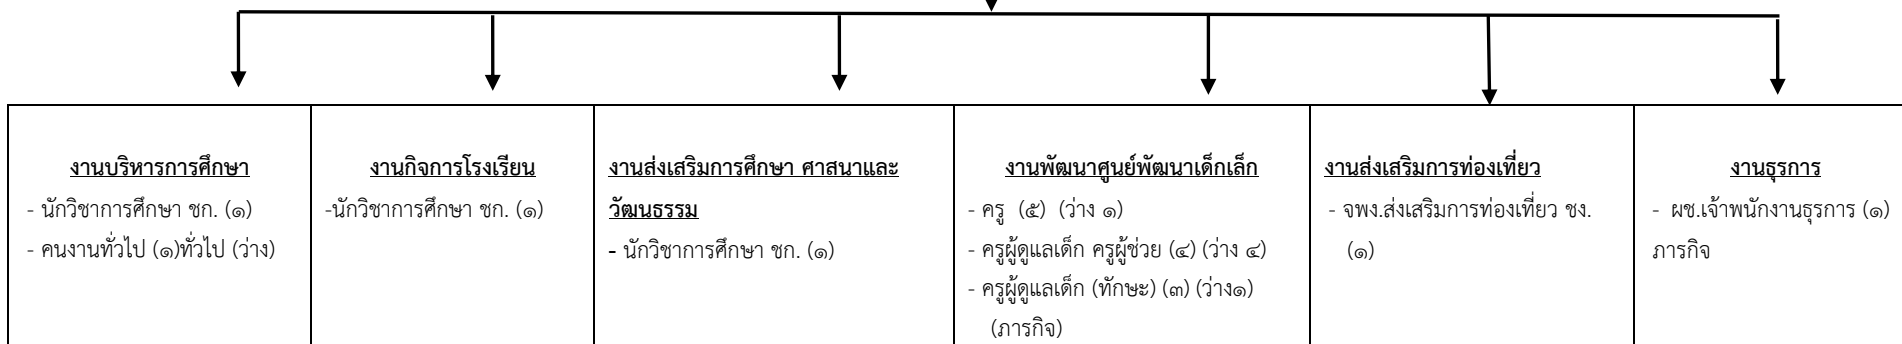 งานบริหารการศึกษา
- นักวิชาการศึกษา ชก. (๑)
- คนงานทั่วไป (๑)ทั่วไป (ว่าง)
งานกิจการโรงเรียน
-นักวิชาการศึกษา ชก. (๑)
งานส่งเสริมการศึกษา ศาสนาและ
วัฒนธรรม
- นักวิชาการศึกษา ชก. (๑)
งานพัฒนาศูนย์พัฒนาเด็กเล็ก
- ครู (๕) (ว่าง ๑)
- ครูผู้ดูแลเด็ก ครูผู้ช่วย (๔) (ว่าง ๔)
- ครูผู้ดูแลเด็ก (ทักษะ) (๓) (ว่าง๑)
(ภารกิจ)
งานส่งเสริมการท่องเที่ยว
- จพง.ส่งเสริมการท่องเที่ยว ชง.
(๑)
งานธุรการ
- ผช.เจ้าพนักงานธุรการ (๑)
ภารกิจ